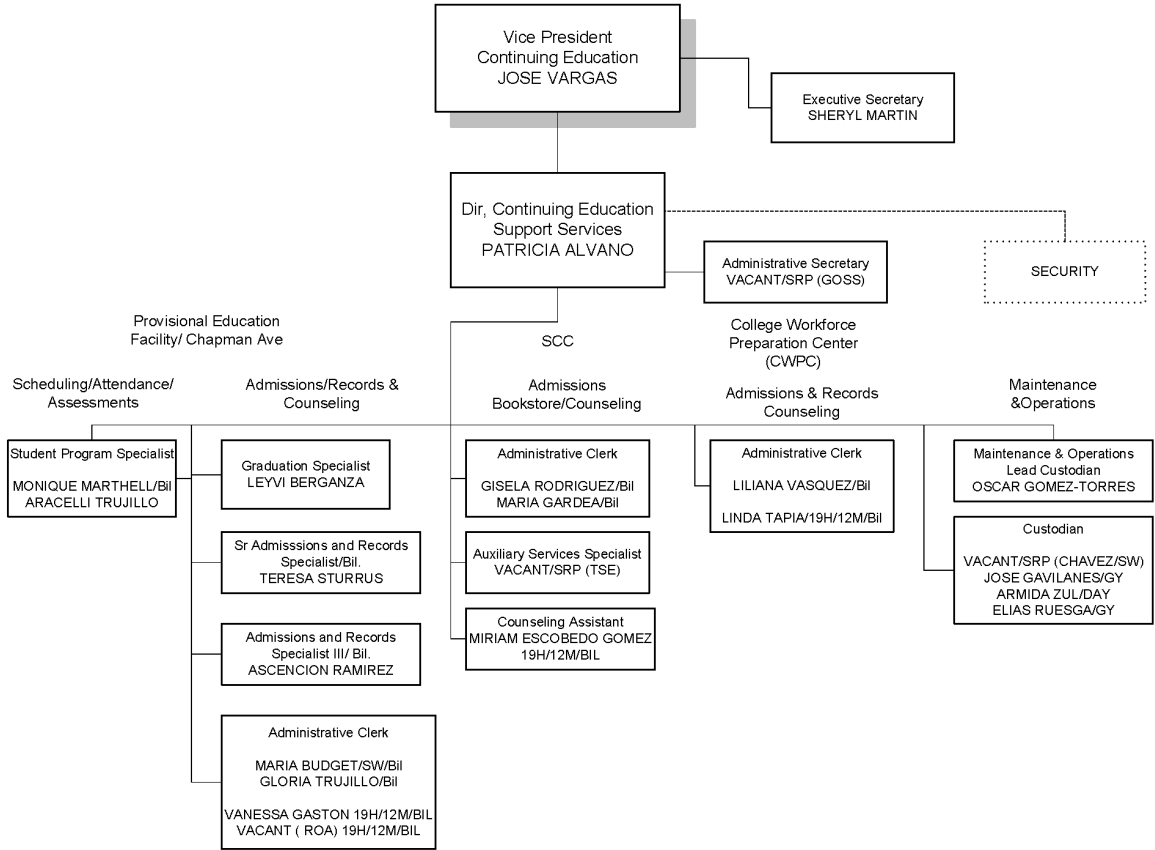 Vice President
Continuing Education
JOSE VARGAS
Executive Secretary
SHERYL MARTIN
Dir, Continuing Education
Support Services
PATRICIA ALVANO
Administrative Secretary
VACANT/SRP (GOSS)
SECURITY
Provisional Education
Facility/ Chapman Ave
SCC
College Workforce
Preparation Center
(CWPC)
Scheduling/Attendance/
Assessments
Admissions/Records &
Counseling
Admissions
Bookstore/Counseling
Admissions & Records
Counseling
Maintenance
&Operations
Student Program Specialist
MONIQUE MARTHELL/Bil
ARACELLI TRUJILLO
Graduation Specialist
LEYVI BERGANZA
Sr Admisssions and Records
Specialist/Bil.
TERESA STURRUS
Admissions and Records
Specialist III/ Bil.
ASCENCION RAMIREZ
Administrative Clerk
MARIA BUDGET/SW/Bil
GLORIA TRUJILLO/Bil
VANESSA GASTON 19H/12M/BIL
VACANT ( ROA) 19H/12M/BIL
Administrative Clerk
GISELA RODRIGUEZ/Bil
MARIA GARDEA/Bil
Auxiliary Services Specialist
VACANT/SRP (TSE)
Counseling Assistant
MIRIAM ESCOBEDO GOMEZ
19H/12M/BIL
Administrative Clerk
LILIANA VASQUEZ/Bil
LINDA TAPIA/19H/12M/Bil
Maintenance & Operations
Lead Custodian
OSCAR GOMEZ-TORRES
Custodian
VACANT/SRP (CHAVEZ/SW)
JOSE GAVILANES/GY
ARMIDA ZUL/DAY
ELIAS RUESGA/GY